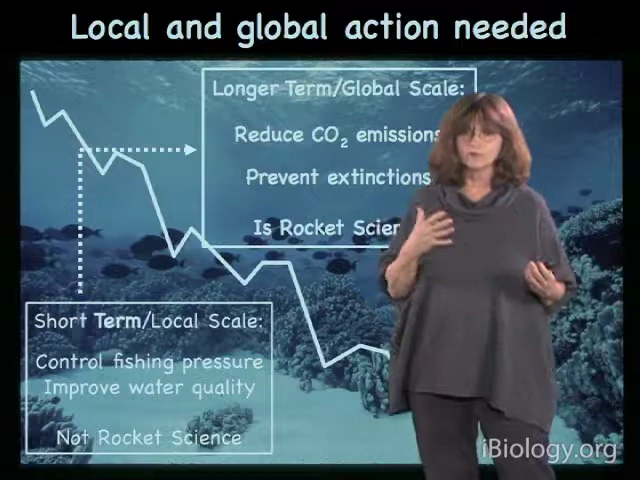 Local and global action needed
Longer Term/Global Scale:
Reduce CO₂ emissions
Prevent extinctions
Is Rocket
Short Term/Local Scale:
Control fishing pressure
Improve water quality
Not Rocket Science
iBiology.org